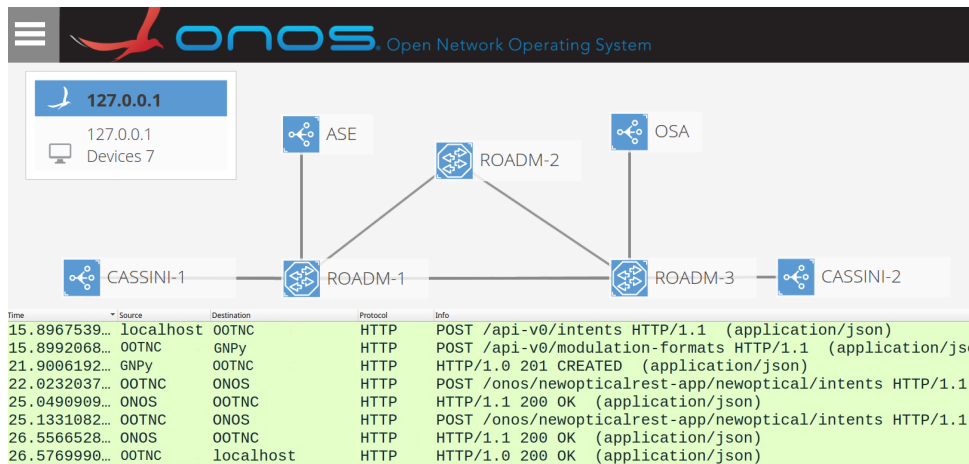 ONOS. Open Network Operating System
127.0.0.1
127.0.0.1
Devices 7
ASE
OSA
ROADM-2
CASSINI-1
ROADM-1
ROADM-3
CASSINI-2
Time Source Destination Protocol Info
15.8967539… localhost OOTNC HTTP POST /api-v0/intents HTTP/1.1 (application/json)
15.8992068… OOTNC GNPy HTTP POST /api-v0/modulation-formats HTTP/1.1 (application/js
21.9006192… GNPy OOTNC HTTP HTTP/1.0 201 CREATED (application/json)
22.0232037… OOTNC ONOS HTTP POST /onos/newopticalrest-app/newoptical/intents HTTP/1.1
25.0490909… ONOS OOTNC HTTP HTTP/1.1 200 OK (application/json)
25.1331082… OOTNC ONOS HTTP POST /onos/newopticalrest-app/newoptical/intents HTTP/1.1
26.5566528… ONOS OOTNC HTTP HTTP/1.1 200 OK (application/json)
26.5769990… OOTNC localhost HTTP HTTP/1.0 200 OK (application/json)